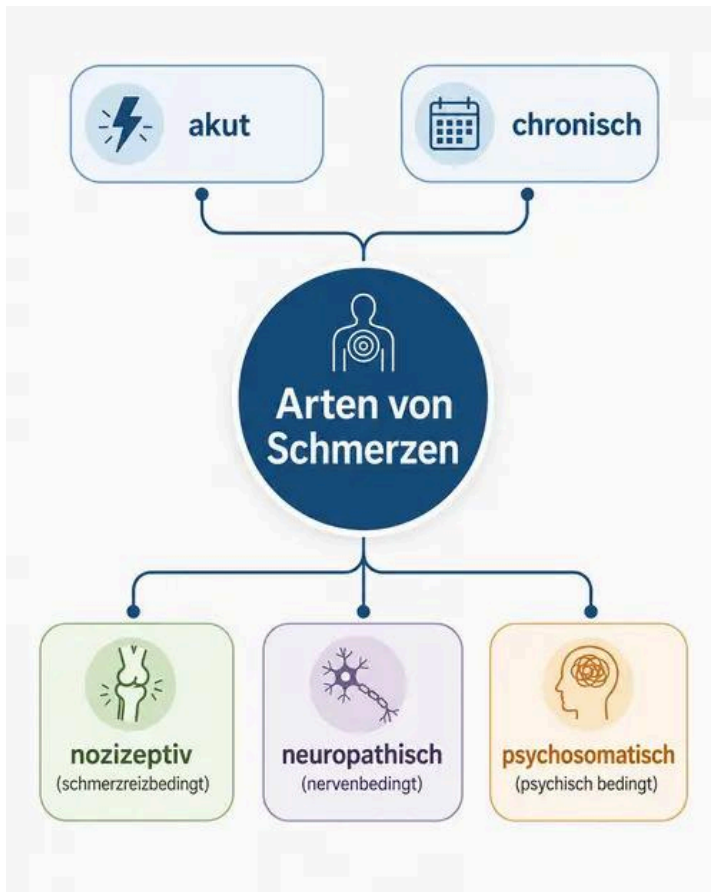 akut
chronisch
Arten von
Schmerzen
nozizeptiv
(schmerzreizbedingt)
neuropathisch
(nervenbedingt)
psychosomatisch
(psychisch bedingt)